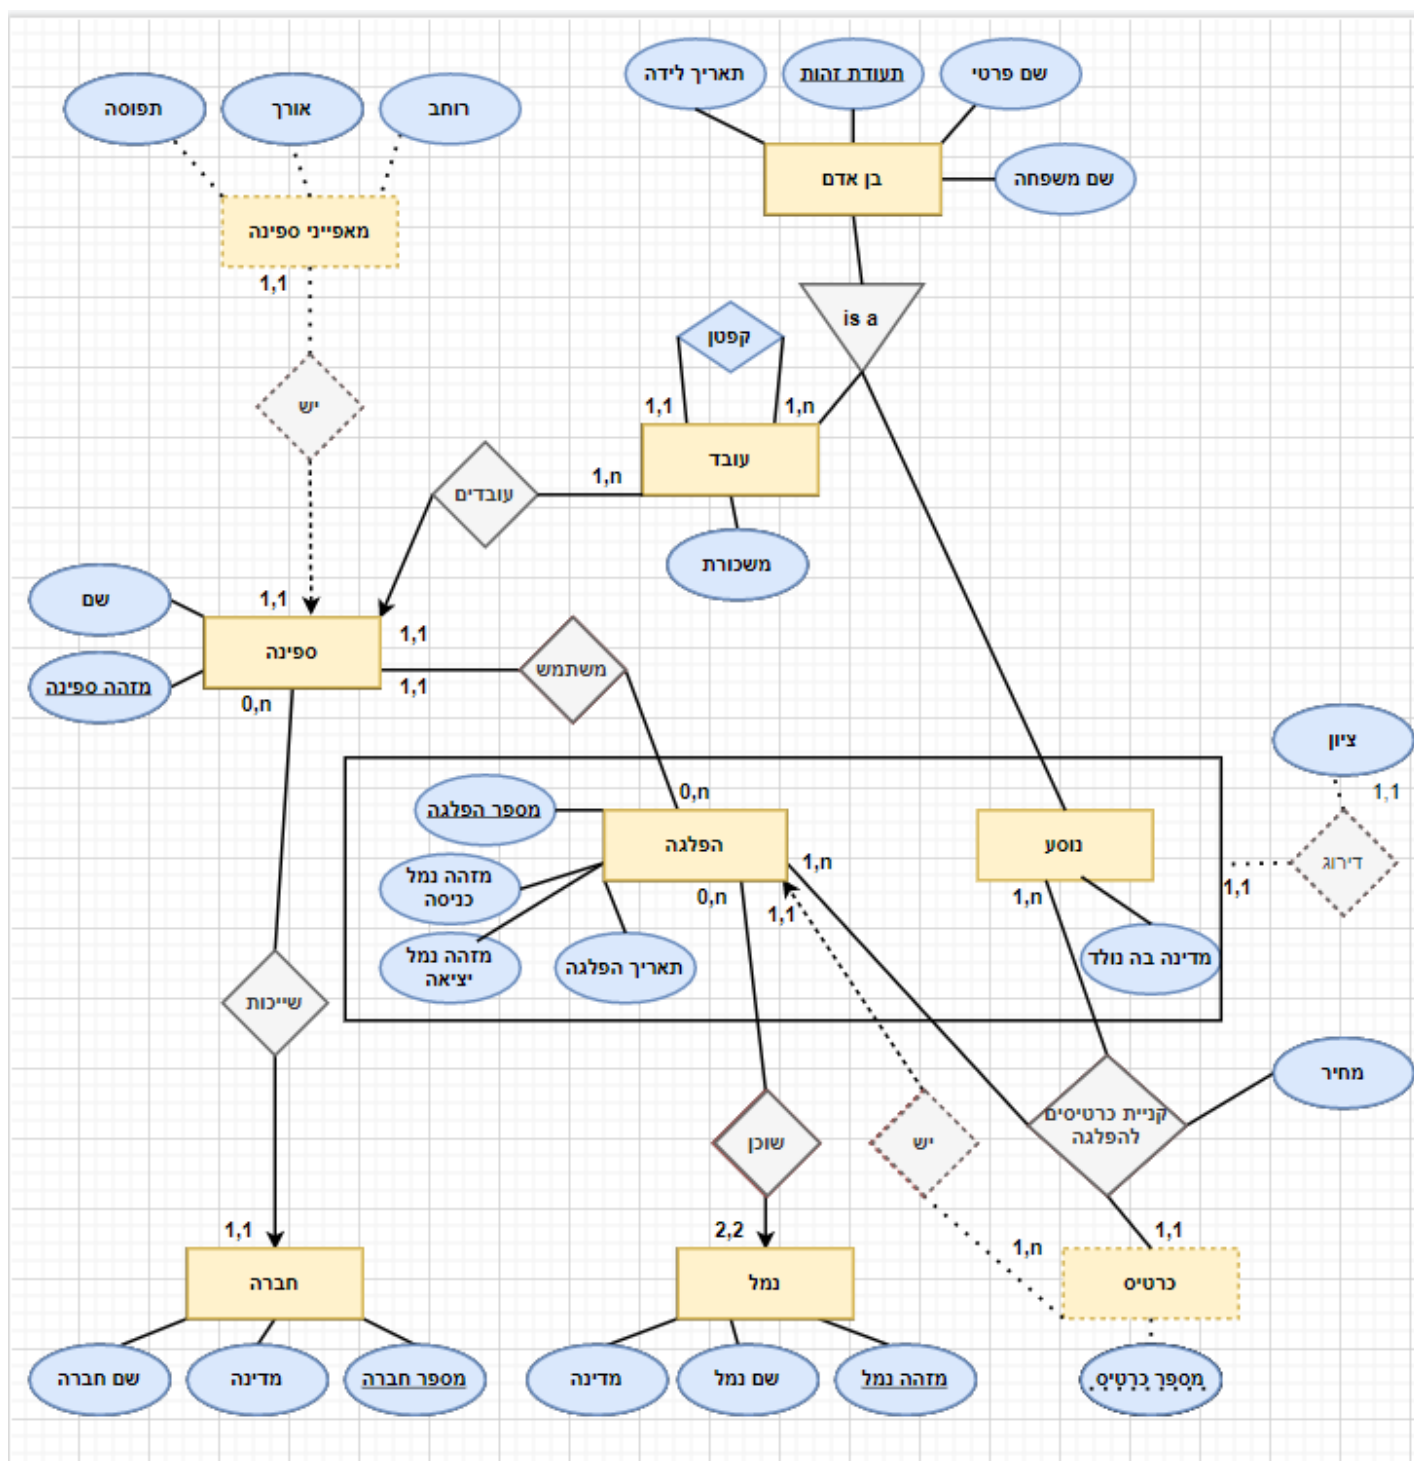 תאריך לידה
תעודת זהות
שם פרטי
תפוסה
אורך
רוחב
בן אדם
שם משפחה
מאפייני ספינה
1,1
is a
קפטן
יש
1,1
1,n
עובד
1,n
עובדים
משכורת
שם
1,1
1,1
ספינה
משתמש
1,1
מזהה ספינה
0,n
ציון
0,n
1,1
מספר הפלגה
הפלגה
נוסע
1,n
דירוג
מזהה נמל
כניסה
0,n
1,1
1,n
1,1
מזהה נמל
יציאה
תאריך הפלגה
מדינה בה נולד
שייכות
מחיר
קניית כרטיסים
להפלגה
שוכן
יש
1,1
2,2
1,n
1,1
חברה
נמל
כרטיס
שם חברה
מדינה
מספר חברה
מדינה
שם נמל
מזהה נמל
מספר כרטיס